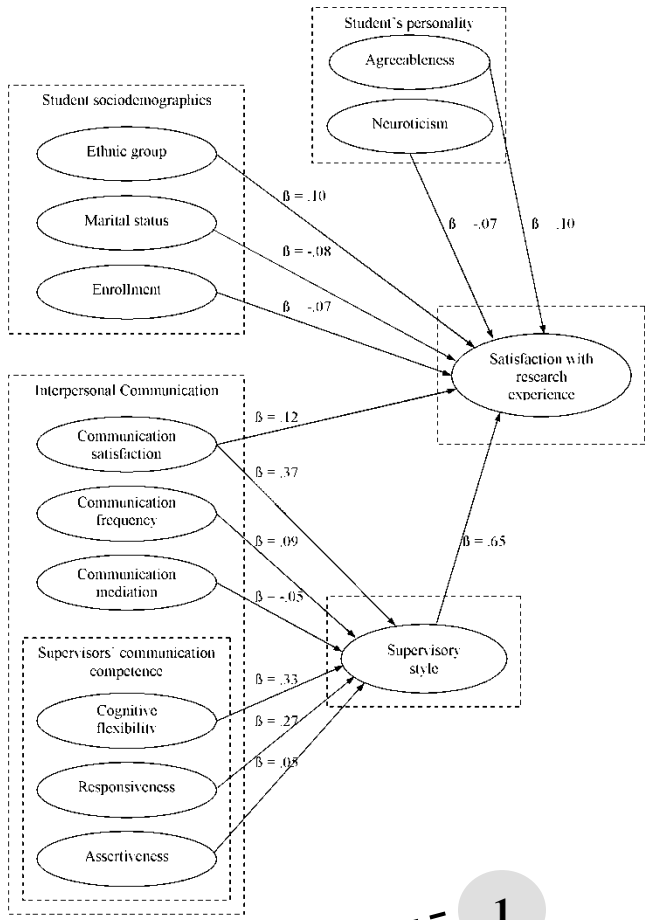 Student's personality
Agreeableness
Neuroticism
Student sociodemographics
Ethnic group
Marital status
Enrollment
ß = .10
ß = -.08
ß -.07
ß -.07
ß .10
Satisfaction with
research
experience
Interpersonal Communication
Communication
satisfaction
Communication
frequency
Communication
mediation
ß = .12
ß = .37
ß = .09
ß = -.05
ß = .65
Supervisors' communication
competence
Cognitive
flexibility
Responsiveness
Assertiveness
ß = .33
ß = .27
ß = .05
Supervisory
style
1